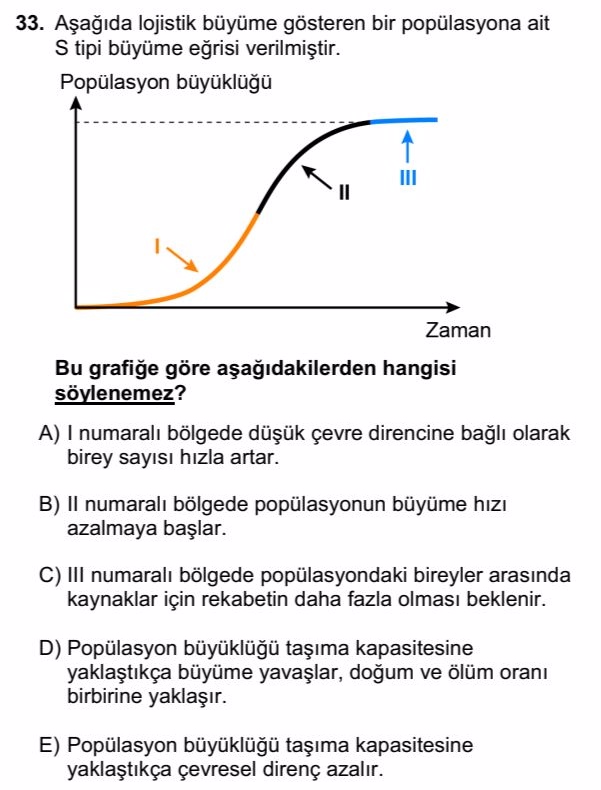 33. Aşağıda lojistik büyüme gösteren bir popülasyona ait
S tipi büyüme eğrisi verilmiştir.
Popülasyon büyüklüğü
I
II
III
Zaman
Bu grafiğe göre aşağıdakilerden hangisi
söylenemez?
A) I numaralı bölgede düşük çevre direncine bağlı olarak
birey sayısı hızla artar.
B) II numaralı bölgede popülasyonun büyüme hızı
azalmaya başlar.
C) III numaralı bölgede popülasyondaki bireyler arasında
kaynaklar için rekabetin daha fazla olması beklenir.
D) Popülasyon büyüklüğü taşıma kapasitesine
yaklaştıkça büyüme yavaşlar, doğum ve ölüm oranı
birbirine yaklaşır.
E) Popülasyon büyüklüğü taşıma kapasitesine
yaklaştıkça çevresel direnç azalır.